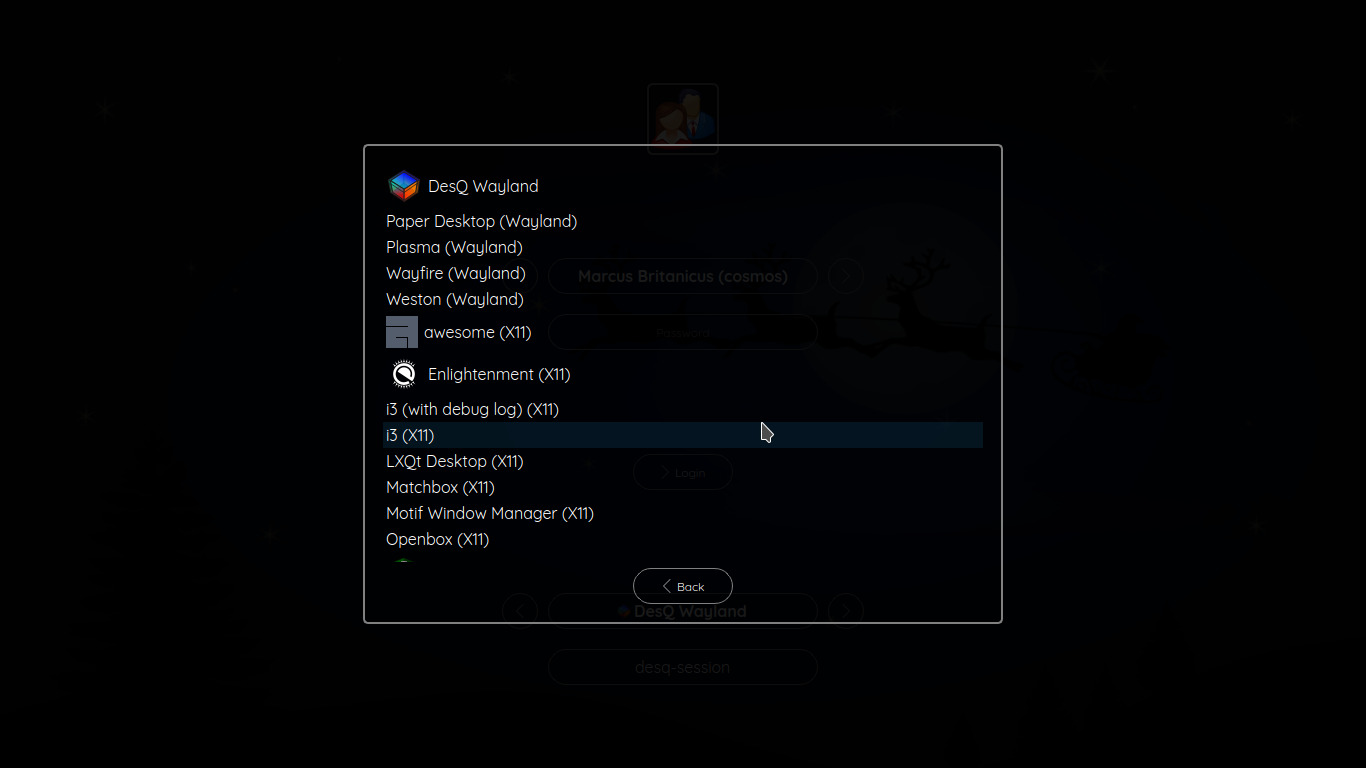 DesQ Wayland
Paper Desktop (Wayland)
Plasma (Wayland)
Marcus Britanicus (cosmos)
Wayfire (Wayland)
Weston (Wayland)
awesome (X11)
Password
Enlightenment (X11)
i3 (with debug log) (X11)
i3 (X11)
LXQt Desktop (X11)
Login
Matchbox (X11)
Motif Window Manager (X11)
Openbox (X11)
Back
DesQ Wayland
desq-session